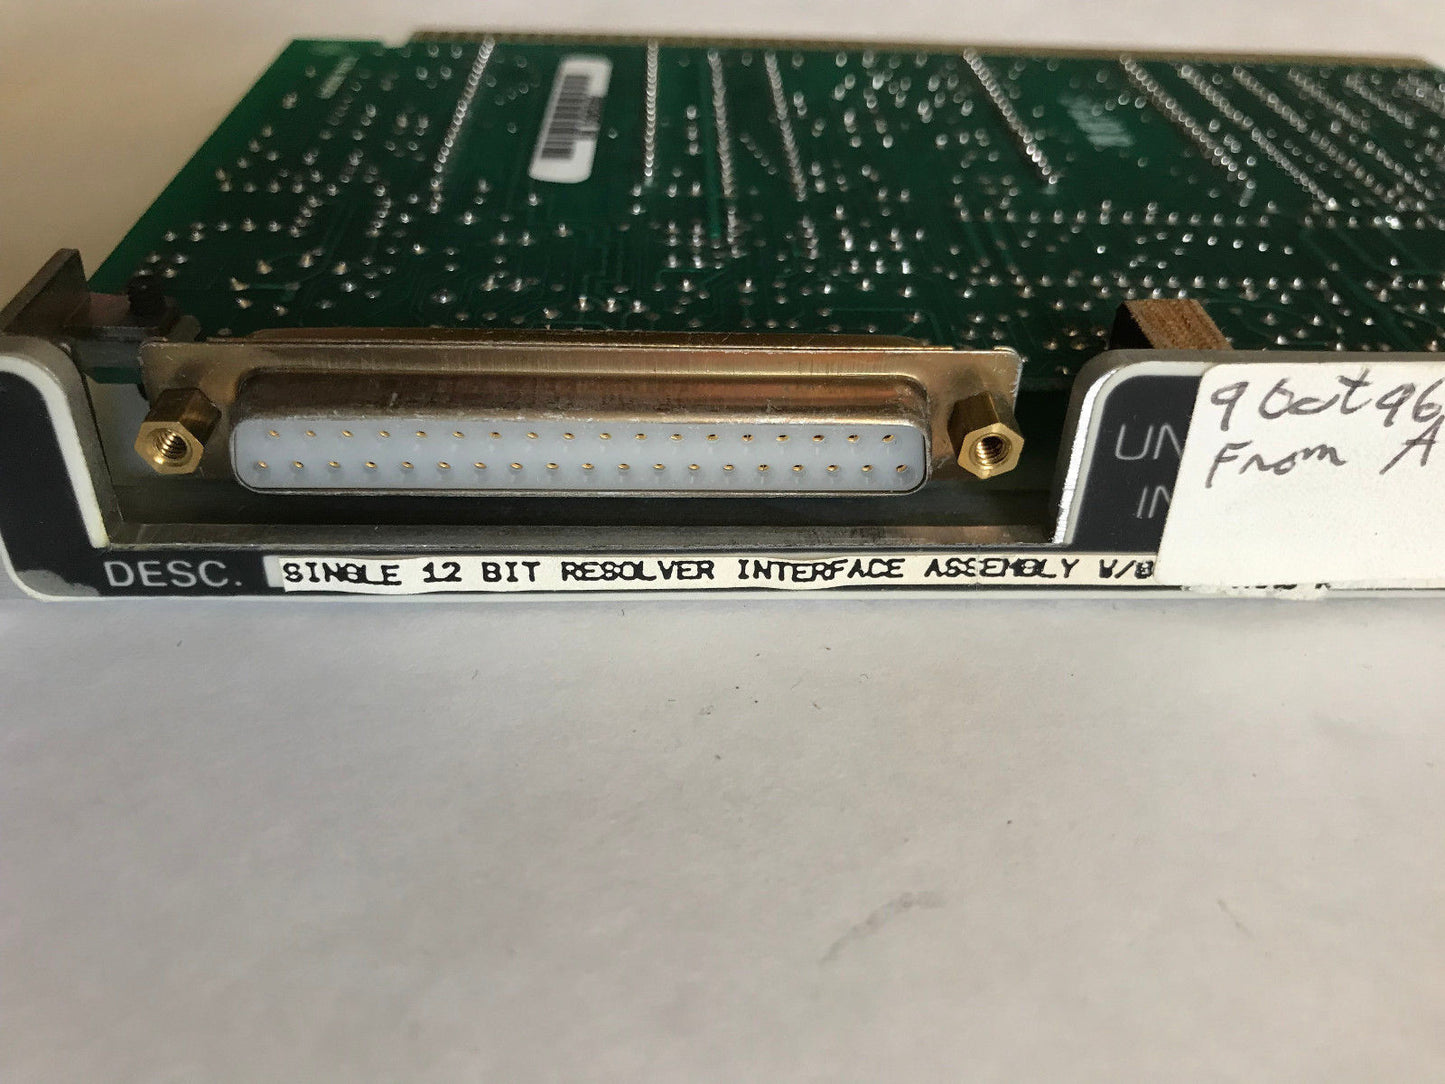 9 Oct 96
From A
UN
IN
DESC. SINGLE 12 BIT RESOLVER INTERFACE ASSEMBLY W/